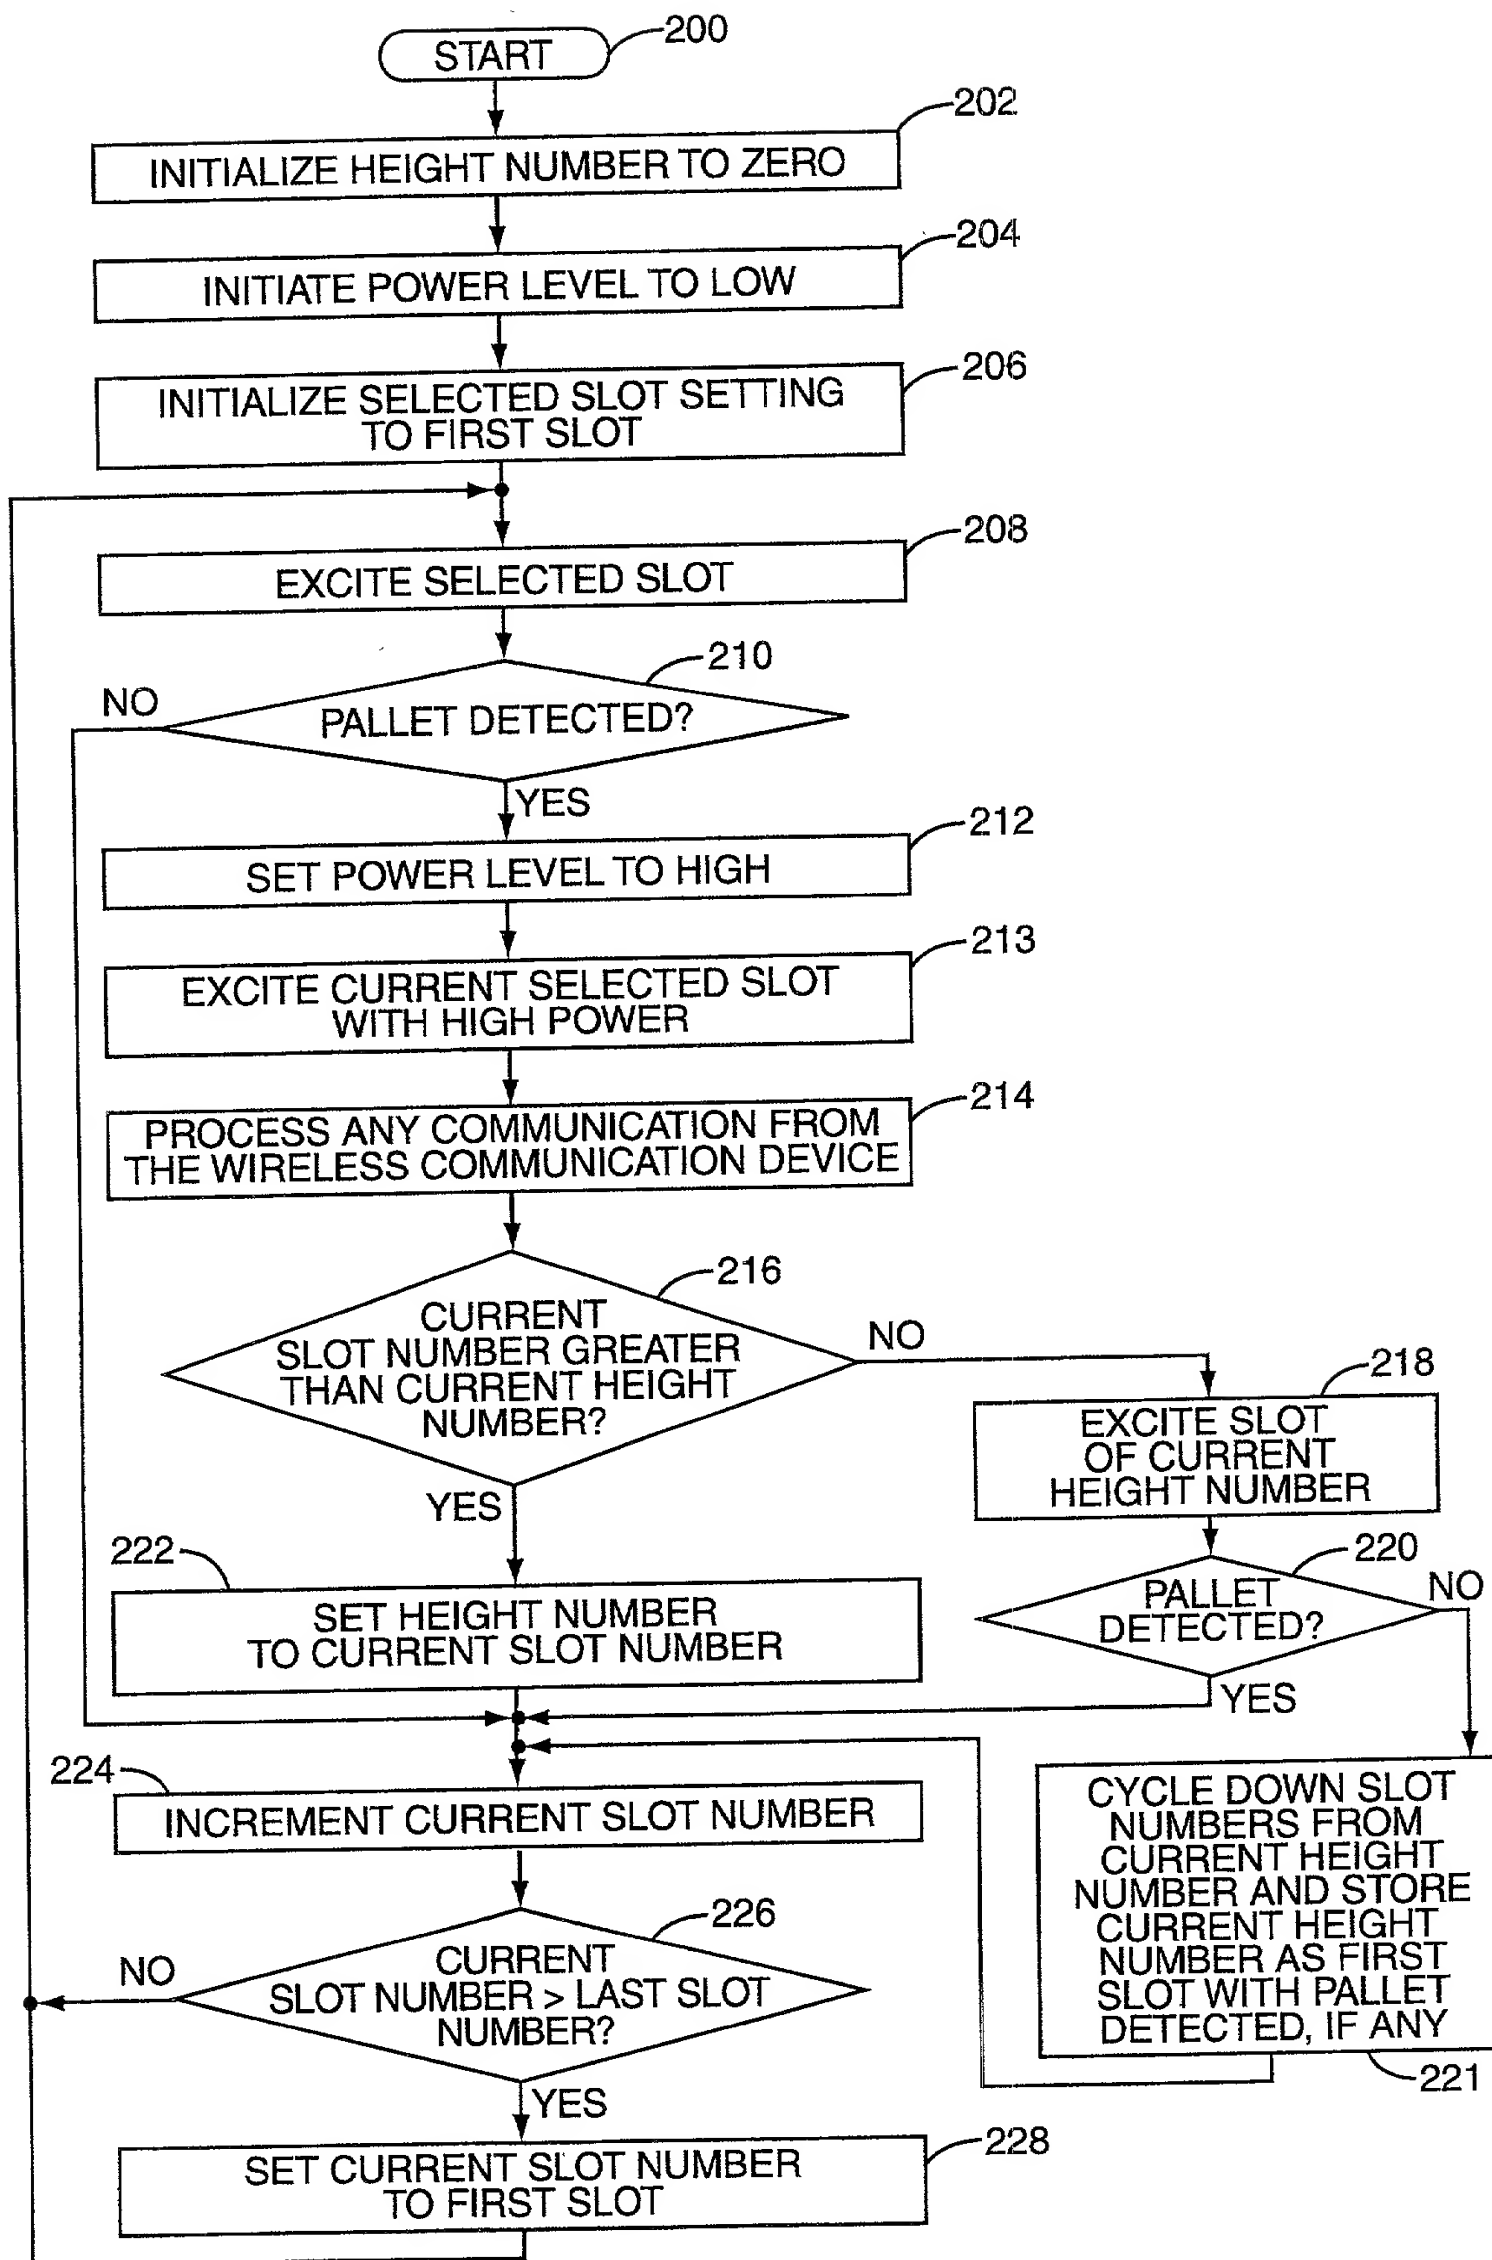 START
200
202
INITIALIZE HEIGHT NUMBER TO ZERO
204
INITIATE POWER LEVEL TO LOW
206
INITIALIZE SELECTED SLOT SETTING
TO FIRST SLOT
208
EXCITE SELECTED SLOT
210
NO
PALLET DETECTED?
YES
212
SET POWER LEVEL TO HIGH
213
EXCITE CURRENT SELECTED SLOT
WITH HIGH POWER
214
PROCESS ANY COMMUNICATION FROM
THE WIRELESS COMMUNICATION DEVICE
216
CURRENT
SLOT NUMBER GREATER
THAN CURRENT HEIGHT
NUMBER?
NO
YES
218
EXCITE SLOT
OF CURRENT
HEIGHT NUMBER
220
PALLET
DETECTED?
NO
YES
222
SET HEIGHT NUMBER
TO CURRENT SLOT NUMBER
CYCLE DOWN SLOT
NUMBERS FROM
CURRENT HEIGHT
NUMBER AND STORE
CURRENT HEIGHT
NUMBER AS FIRST
SLOT WITH PALLET
DETECTED, IF ANY
221
224
INCREMENT CURRENT SLOT NUMBER
226
NO
CURRENT
SLOT NUMBER > LAST SLOT
NUMBER?
YES
228
SET CURRENT SLOT NUMBER
TO FIRST SLOT